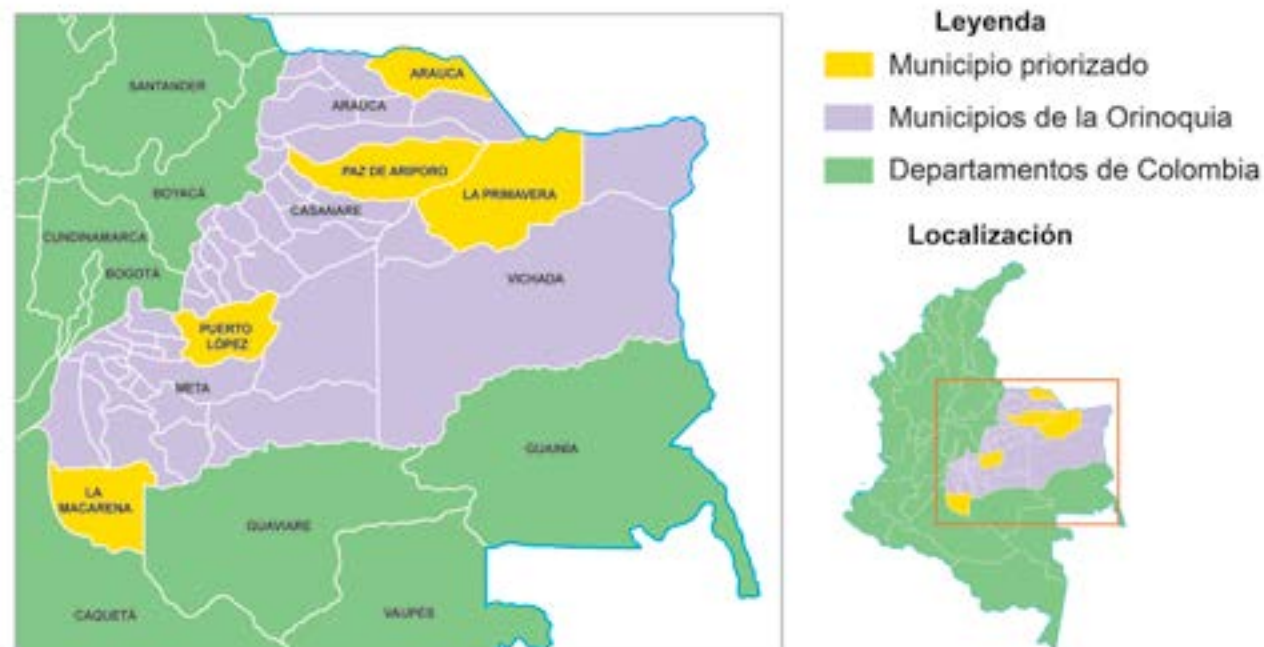 SANTANDER
ARAUCA
ARAUCA
BOYACÁ
PAZ DE ARIPORO
LA PRIMAVERA
CASANARE
CUNDINAMARCA
BOGOTÁ
VICHADA
PUERTO
LÓPEZ
META
GUAINÍA
LA
MACARENA
GUAVIARE
CAQUETÁ
VAUPÉS
Leyenda
Municipio priorizado
Municipios de la Orinoquia
Departamentos de Colombia
Localización